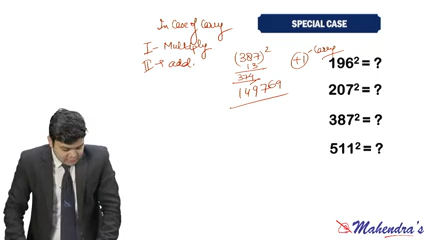 SPECIAL CASE
In Case of Carry
I - Multiply
II → add.
(387)²
13
374
149769
+1 - Carry
196² = ?
207² = ?
387² = ?
511² = ?
Mahendra's